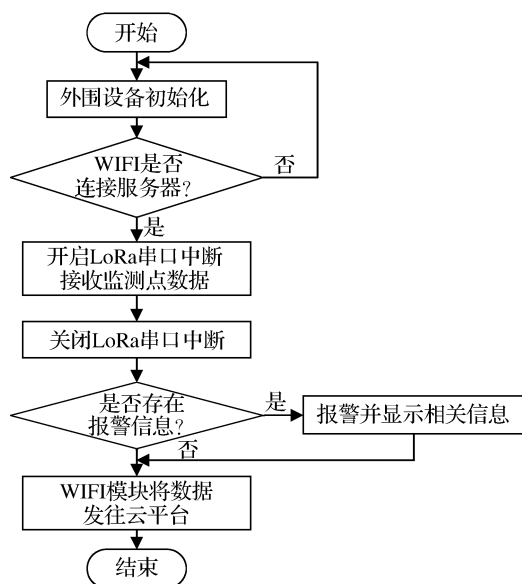 开始
外围设备初始化
WIFI是否
连接服务器?
否
是
开启LoRa串口中断
接收监测点数据
关闭LoRa串口中断
是否存在
报警信息?
是
报警并显示相关信息
否
WIFI模块将数据
发往云平台
结束